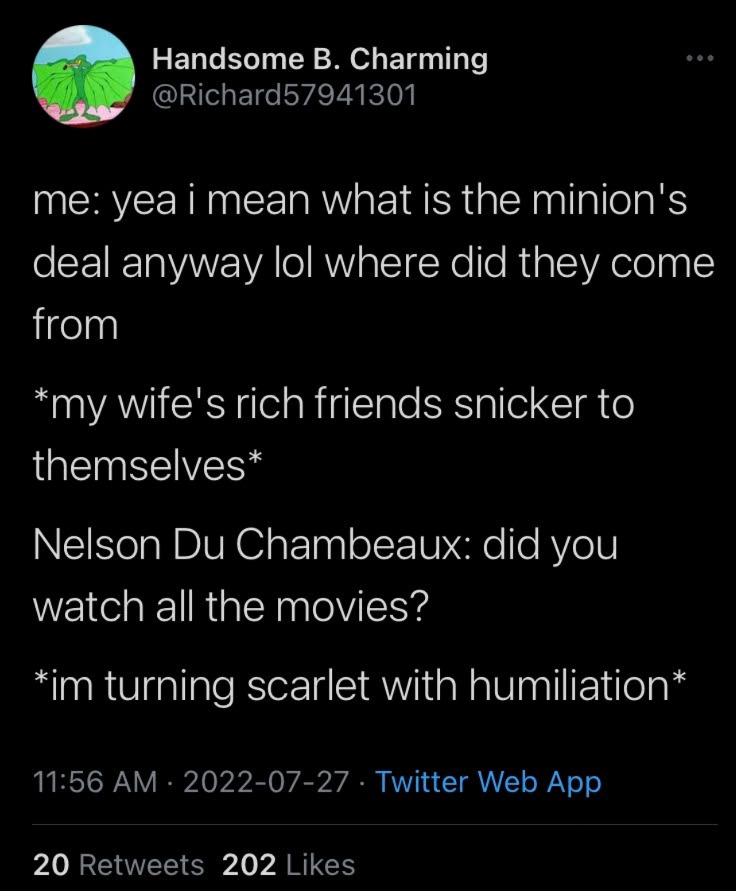 Handsome B. Charming
@Richard57941301
me: yea i mean what is the minion's
deal anyway lol where did they come
from
*my wife's rich friends snicker to
themselves*
Nelson Du Chambeaux: did you
watch all the movies?
*im turning scarlet with humiliation*
11:56 AM · 2022-07-27 · Twitter Web App
20 Retweets 202 Likes